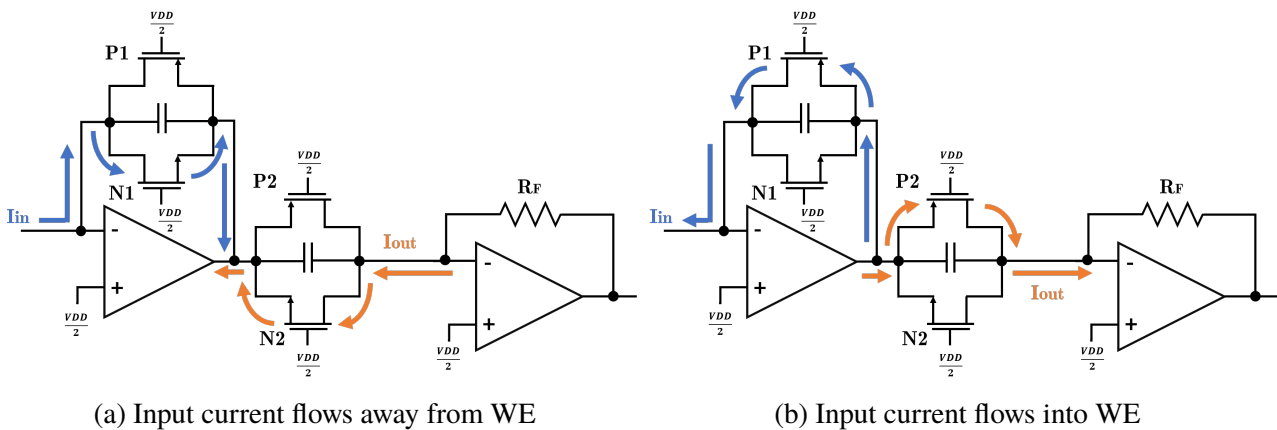 VDD/2
P1
N1
VDD/2
Iin
-
+
VDD/2
VDD/2
P2
N2
VDD/2
Iout
RF
-
+
VDD/2
(a) Input current flows away from WE
VDD/2
P1
N1
VDD/2
Iin
-
+
VDD/2
VDD/2
P2
N2
VDD/2
Iout
RF
-
+
VDD/2
(b) Input current flows into WE